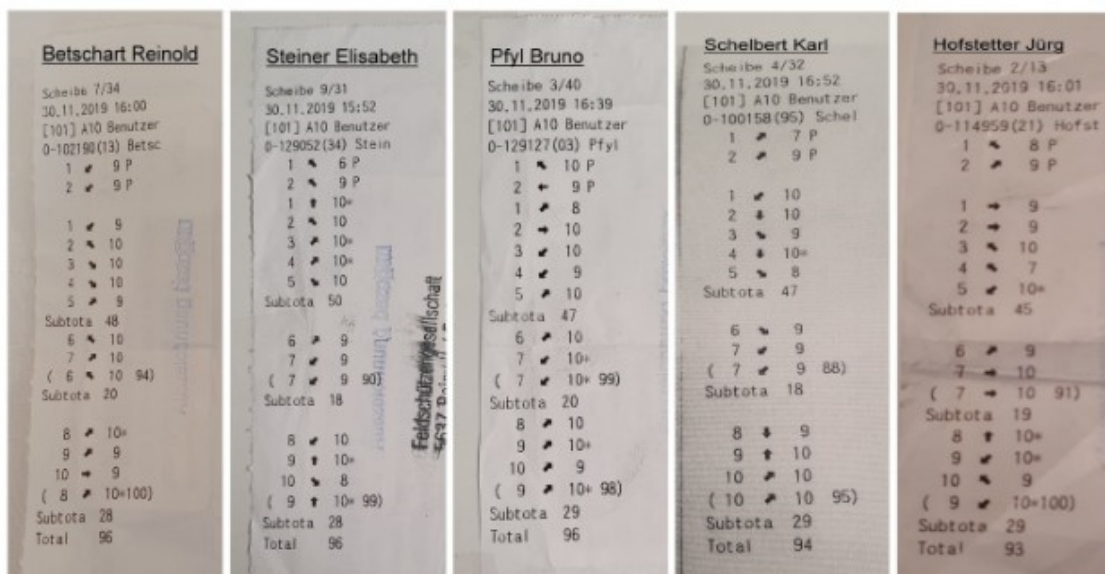 Betschart Reinold
Scheibe 7/34
30.11.2019 16:00
[101] A10 Benutzer
0-102190(13) Betsc
1 ↙ 9 P
2 ↙ 9 P
1 ↙ 9
2 ↖ 10
3 ↘ 10
4 ↘ 10
5 ↗ 9
Subtota 48
6 ↖ 10
7 ↗ 10
( 6 ↖ 10 94)
Subtota 20
8 ↗ 10*
9 ↗ 9
10 → 9
( 8 ↗ 10*100)
Subtota 28
Total 96
Steiner Elisabeth
Scheibe 9/31
30.11.2019 15:52
[101] A10 Benutzer
0-129052(34) Stein
1 ↖ 6 P
2 ↖ 9 P
1 ↑ 10*
2 ↖ 10
3 ↗ 10*
4 ↗ 10*
5 ↘ 10
Subtota 50
6 ↗ 9
7 ↙ 9
( 7 ↙ 9 90)
Subtota 18
8 ↙ 10
9 ↑ 10*
10 ↘ 8
( 9 ↑ 10* 99)
Subtota 28
Total 96
Feldschützengesellschaft
Pfyl Bruno
Scheibe 3/40
30.11.2019 16:39
[101] A10 Benutzer
0-129127(03) Pfyl
1 ↖ 10 P
2 ← 9 P
1 ↗ 8
2 → 10
3 ↙ 10
4 ↙ 9
5 ↗ 10
Subtota 47
6 ↗ 10
7 ↙ 10*
( 7 ↙ 10* 99)
Subtota 20
8 ↗ 10
9 ↗ 10*
10 ↗ 9
( 9 ↗ 10* 98)
Subtota 29
Total 96
Schelbert Karl
Scheibe 4/32
30.11.2019 16:52
[101] A10 Benutzer
0-100158(95) Schel
1 ↗ 7 P
2 ↗ 9 P
1 ↙ 10
2 ↓ 10
3 ↘ 9
4 ↓ 10*
5 ↘ 8
Subtota 47
6 ↘ 9
7 ↙ 9
( 7 ↙ 9 88)
Subtota 18
8 ↓ 9
9 ↑ 10
10 ↗ 10
(10 ↗ 10 95)
Subtota 29
Total 94
Hofstetter Jürg
Scheibe 2/13
30.11.2019 16:01
[101] A10 Benutzer
0-114959(21) Hofst
1 ↖ 8 P
2 ↗ 9 P
1 → 9
2 → 9
3 ↖ 10
4 ↖ 7
5 ↙ 10*
Subtota 45
6 ↗ 9
7 → 10
( 7 → 10 91)
Subtota 19
8 ↑ 10*
9 ↙ 10*
10 ↖ 9
( 9 ↙ 10*100)
Subtota 29
Total 93